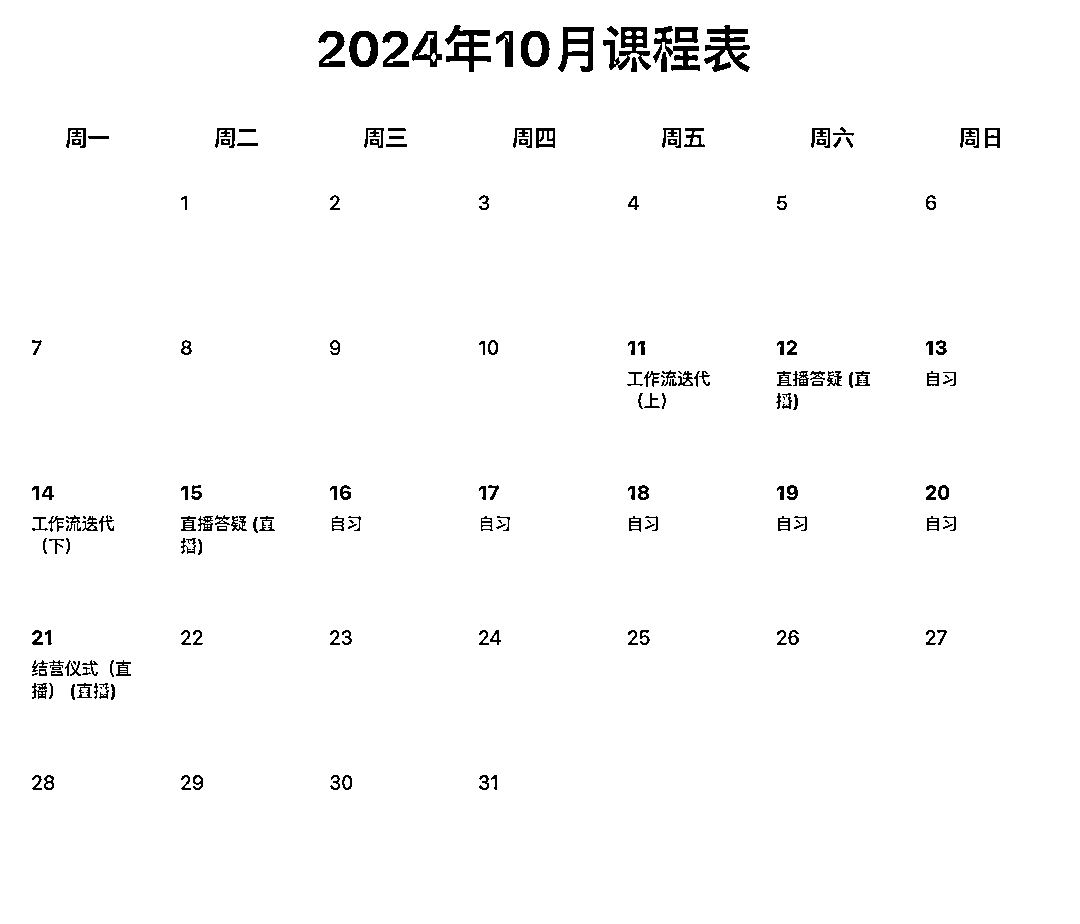 2024年10月课程表
周一 周二 周三 周四 周五 周六 周日
1 2 3 4 5 6
7 8 9 10 11 12 13
工作流迭代 直播答疑 (直 自习
（上） 播)
14 15 16 17 18 19 20
工作流迭代 直播答疑 (直 自习 自习 自习 自习 自习
（下） 播)
21 22 23 24 25 26 27
结营仪式（直
播） (直播)
28 29 30 31